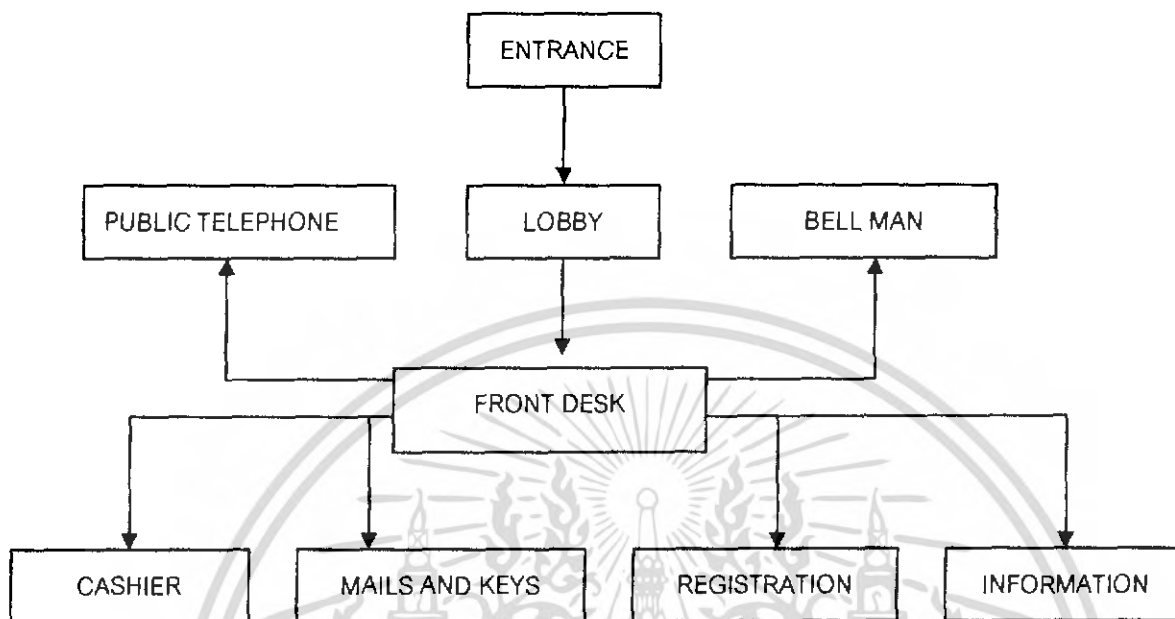 ENTRANCE
PUBLIC TELEPHONE
LOBBY
BELL MAN
FRONT DESK
CASHIER
MAILS AND KEYS
REGISTRATION
INFORMATION